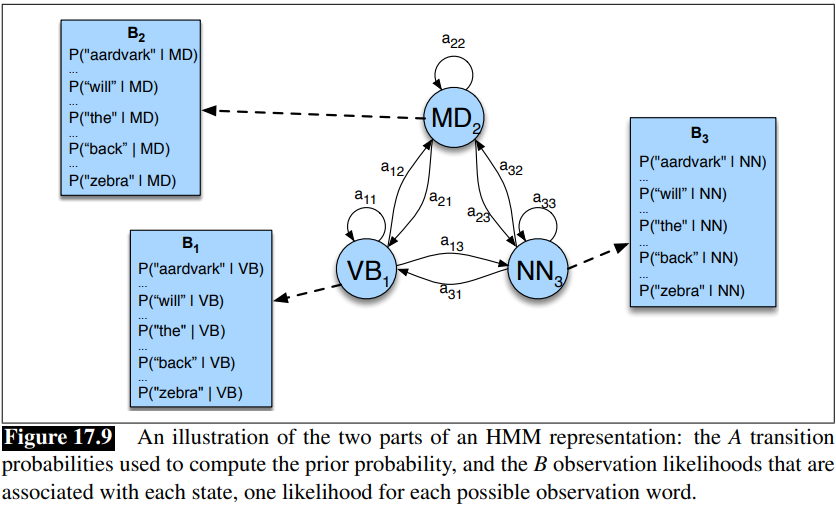 B2
P("aardvark" | MD)
...
P(“will” | MD)
...
P("the" | MD)
...
P(“back” | MD)
...
P("zebra" | MD)
a22
MD2
B3
P("aardvark" | NN)
...
P(“will” | NN)
...
P("the" | NN)
...
P(“back” | NN)
...
P("zebra" | NN)
a12
a32
a11
a21
a23
a33
B1
P("aardvark" | VB)
...
P(“will” | VB)
...
P("the" | VB)
...
P(“back” | VB)
...
P("zebra" | VB)
VB1
a13
NN3
a31
Figure 17.9 An illustration of the two parts of an HMM representation: the A transition
probabilities used to compute the prior probability, and the B observation likelihoods that are
associated with each state, one likelihood for each possible observation word.